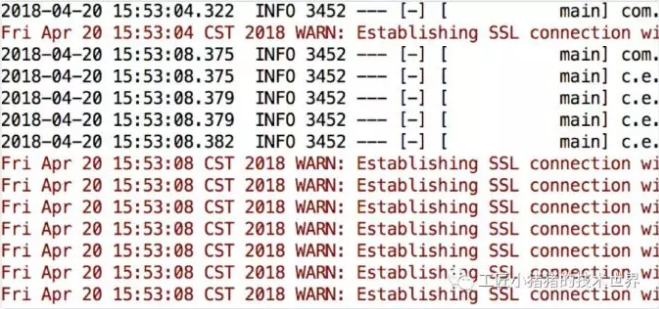 2018-04-20 15:53:04.322  INFO 3452 --- [-] [           main] com.
Fri Apr 20 15:53:04 CST 2018 WARN: Establishing SSL connection wi
2018-04-20 15:53:08.375  INFO 3452 --- [-] [           main] com.
2018-04-20 15:53:08.375  INFO 3452 --- [-] [           main] c.e.
2018-04-20 15:53:08.379  INFO 3452 --- [-] [           main] c.e.
2018-04-20 15:53:08.379  INFO 3452 --- [-] [           main] c.e.
2018-04-20 15:53:08.382  INFO 3452 --- [-] [           main] c.e.
Fri Apr 20 15:53:08 CST 2018 WARN: Establishing SSL connection wi
Fri Apr 20 15:53:08 CST 2018 WARN: Establishing SSL connection wi
Fri Apr 20 15:53:08 CST 2018 WARN: Establishing SSL connection wi
Fri Apr 20 15:53:08 CST 2018 WARN: Establishing SSL connection wi
Fri Apr 20 15:53:08 CST 2018 WARN: Establishing SSL connection wi
Fri Apr 20 15:53:08 CST 2018 WARN: Establishing SSL connection wi
Fri Apr 20 15:53:08 CST 2018 WARN: Establishing SSL connection wi
工匠小猪猪的技术世界